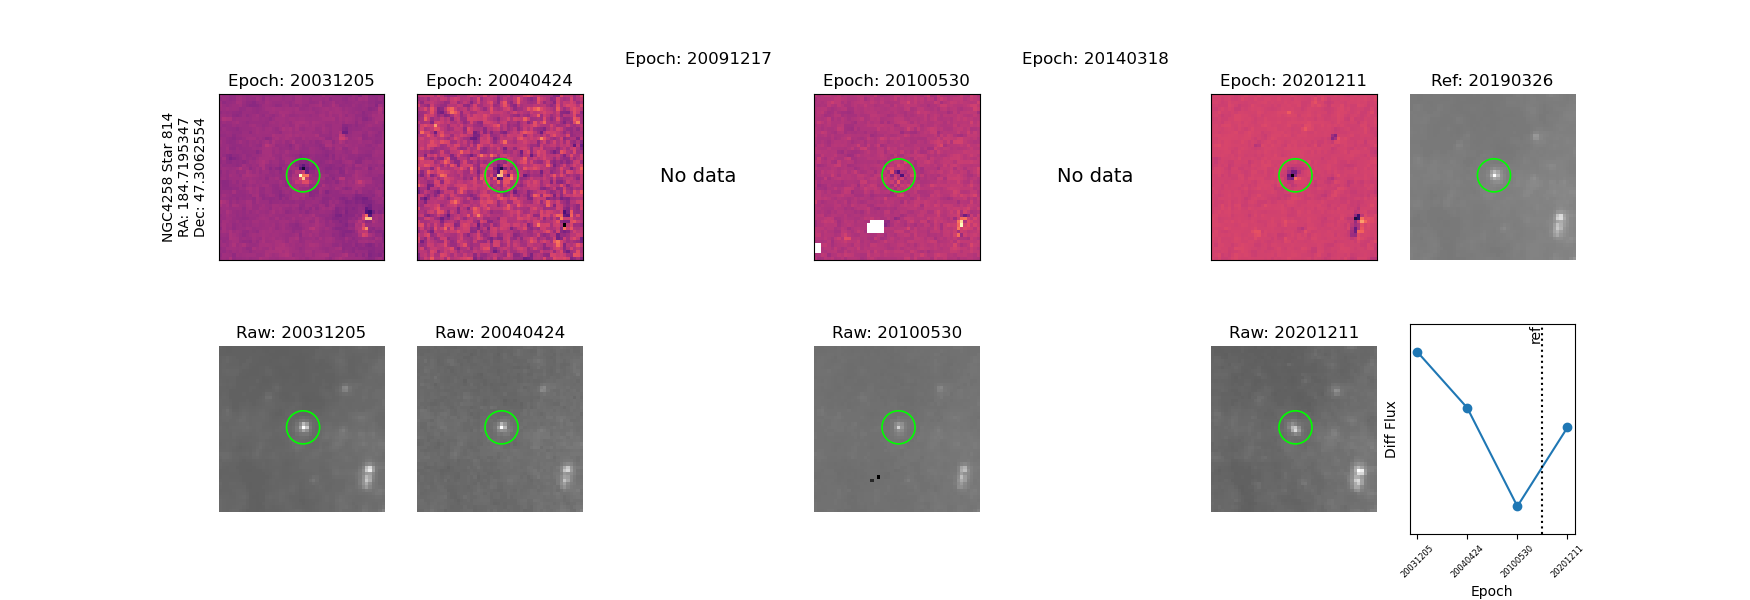 Epoch: 20091217
Epoch: 20140318
Epoch: 20031205
Epoch: 20040424
Epoch: 20100530
Epoch: 20201211
Ref: 20190326
NGC4258 Star 814
RA: 184.7195347
Dec: 47.3062554
No data
No data
Raw: 20031205
Raw: 20040424
Raw: 20100530
Raw: 20201211
ref
Diff Flux
20031205
20040424
20100530
20201211
Epoch